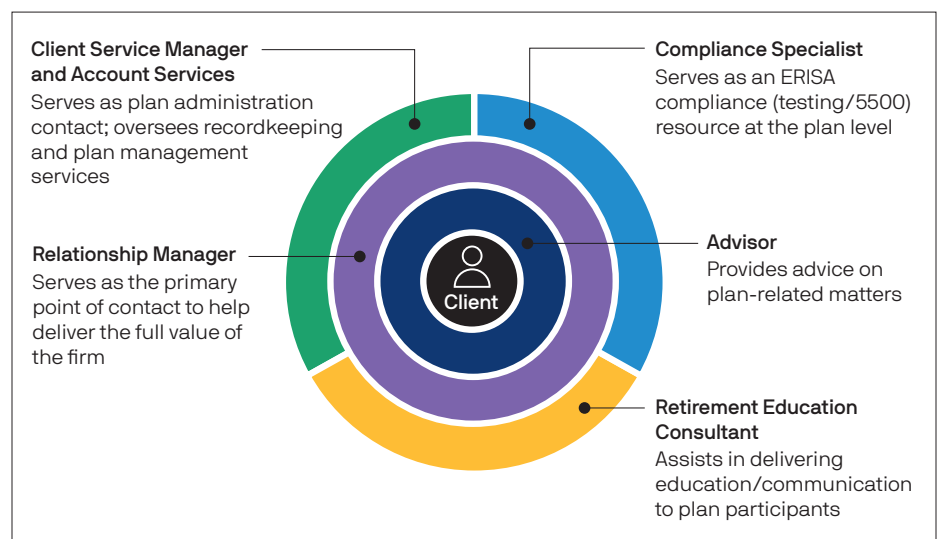 Client Service Manager
and Account Services
Serves as plan administration
contact; oversees recordkeeping
and plan management
services
Relationship Manager
Serves as the primary
point of contact to help
deliver the full value of
the firm
Client
Compliance Specialist
Serves as an ERISA
compliance (testing/5500)
resource at the plan level
Advisor
Provides advice on
plan-related matters
Retirement Education
Consultant
Assists in delivering
education/communication
to plan participants